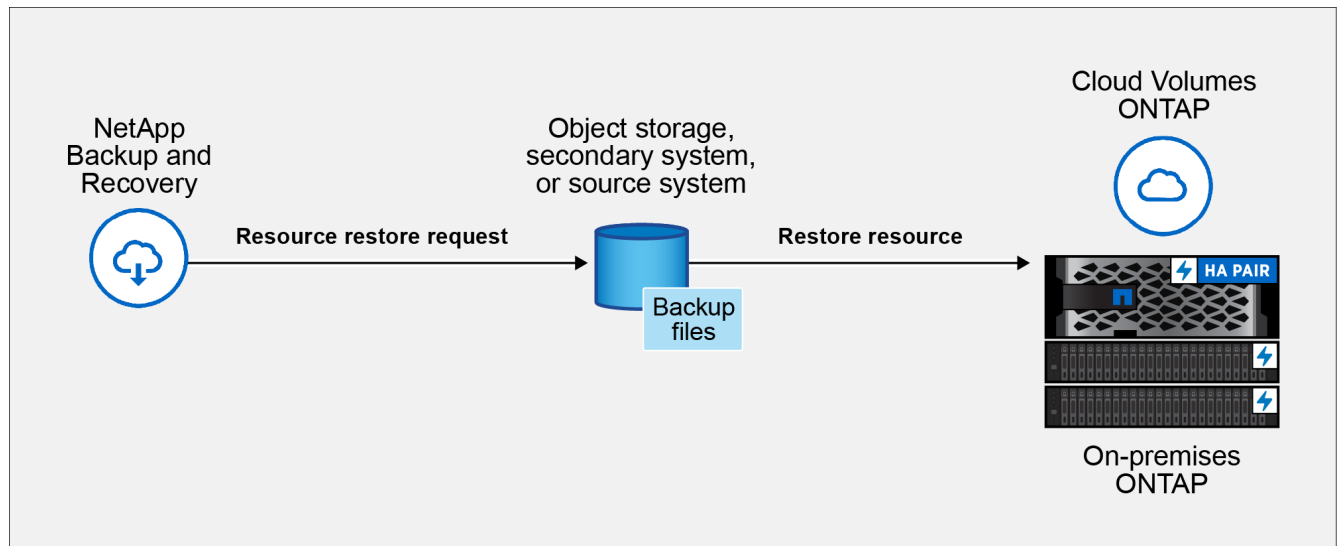 NetApp
Backup and
Recovery
Resource restore request
Object storage,
secondary system,
or source system
Backup
files
Restore resource
Cloud Volumes
ONTAP
HA PAIR
On-premises
ONTAP